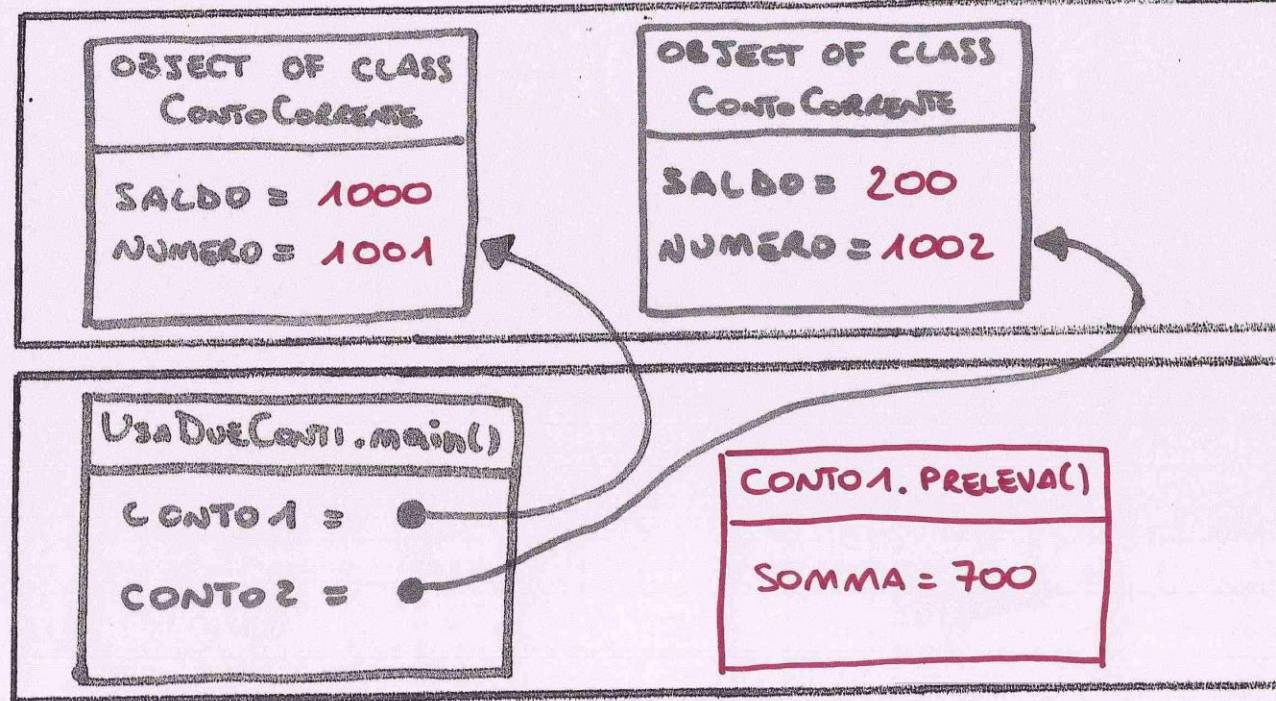 OBJECT OF CLASS
ContoCorrente
SALDO = 1000
NUMERO = 1001
OBJECT OF CLASS
ContoCorrente
SALDO = 200
NUMERO = 1002
UsaDueConti.main()
CONTO1 =
CONTO2 =
CONTO1.PRELEVA()
SOMMA = 700